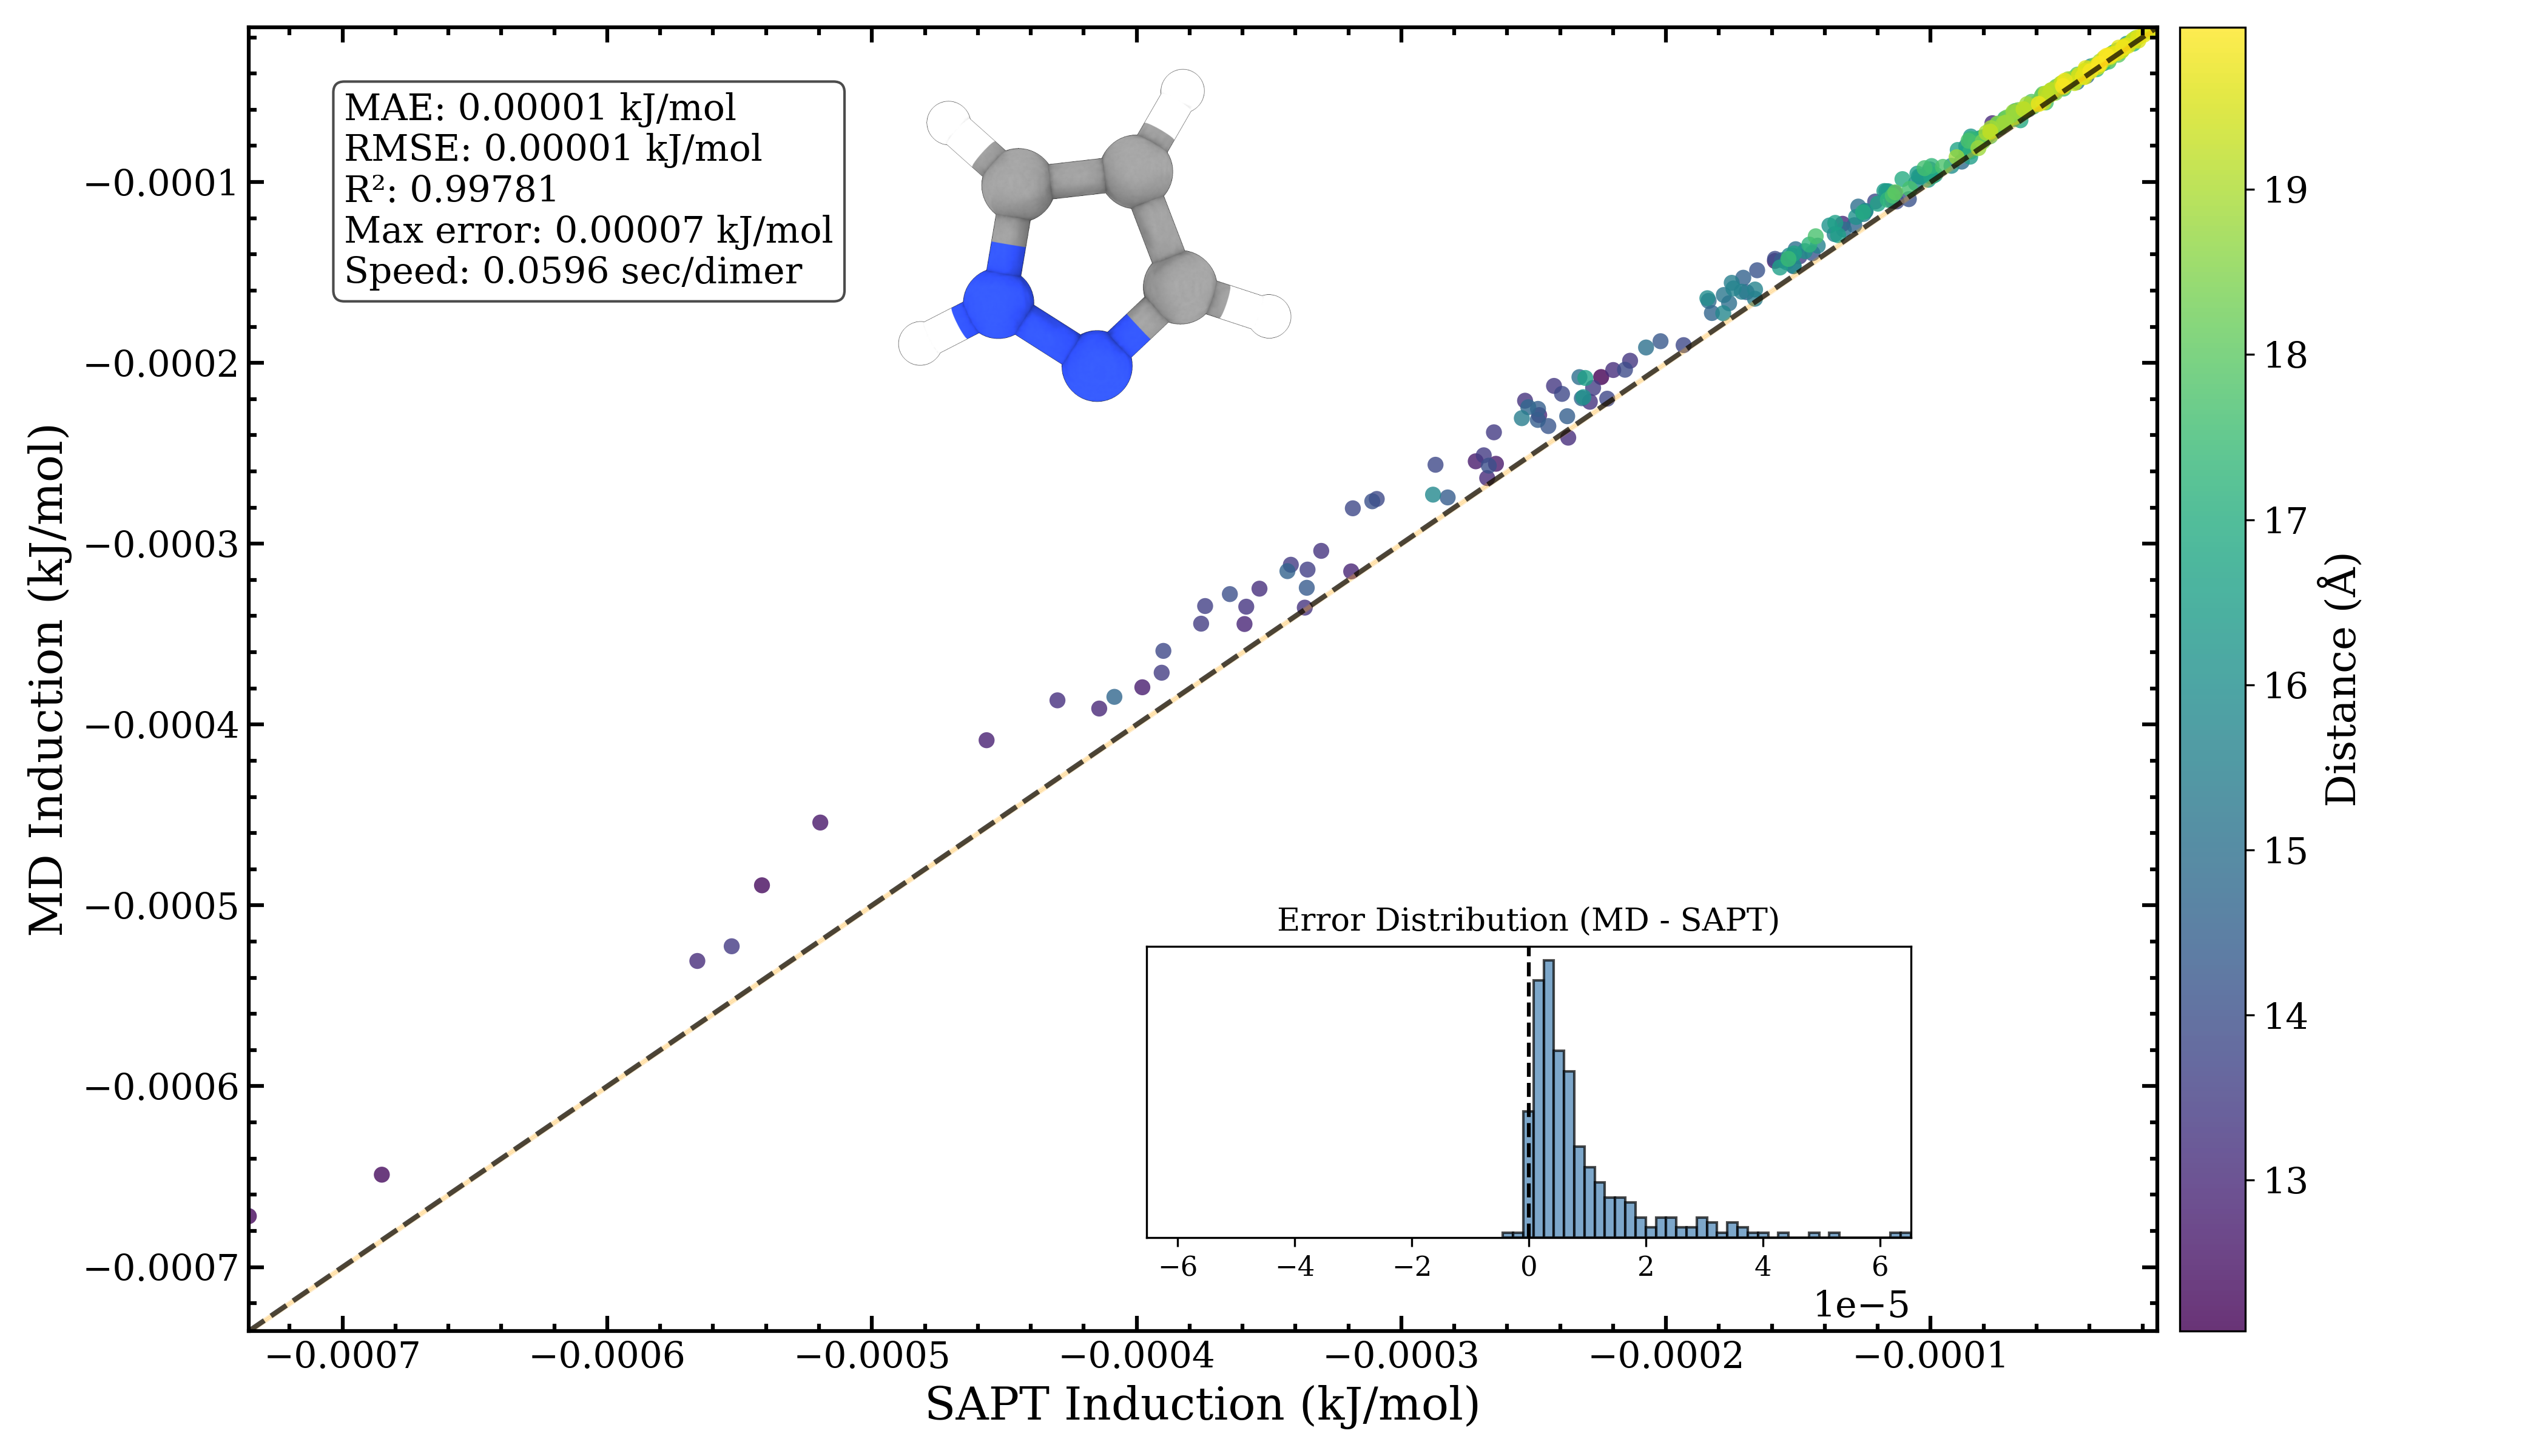 MAE: 0.00001 kJ/mol
RMSE: 0.00001 kJ/mol
R²: 0.99781
Max error: 0.00007 kJ/mol
Speed: 0.0596 sec/dimer
MD Induction (kJ/mol)
−0.0001
−0.0002
−0.0003
−0.0004
−0.0005
−0.0006
−0.0007
Error Distribution (MD - SAPT)
−6 −4 −2 0 2 4 6
1e−5
−0.0007 −0.0006 −0.0005 −0.0004 −0.0003 −0.0002 −0.0001
SAPT Induction (kJ/mol)
19
18
17
16
15
14
13
Distance (Å)